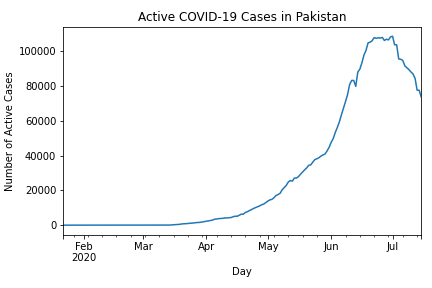 Active COVID-19 Cases in Pakistan
Number of Active Cases
100000
80000
60000
40000
20000
0
Feb Mar Apr May Jun Jul
2020
Day